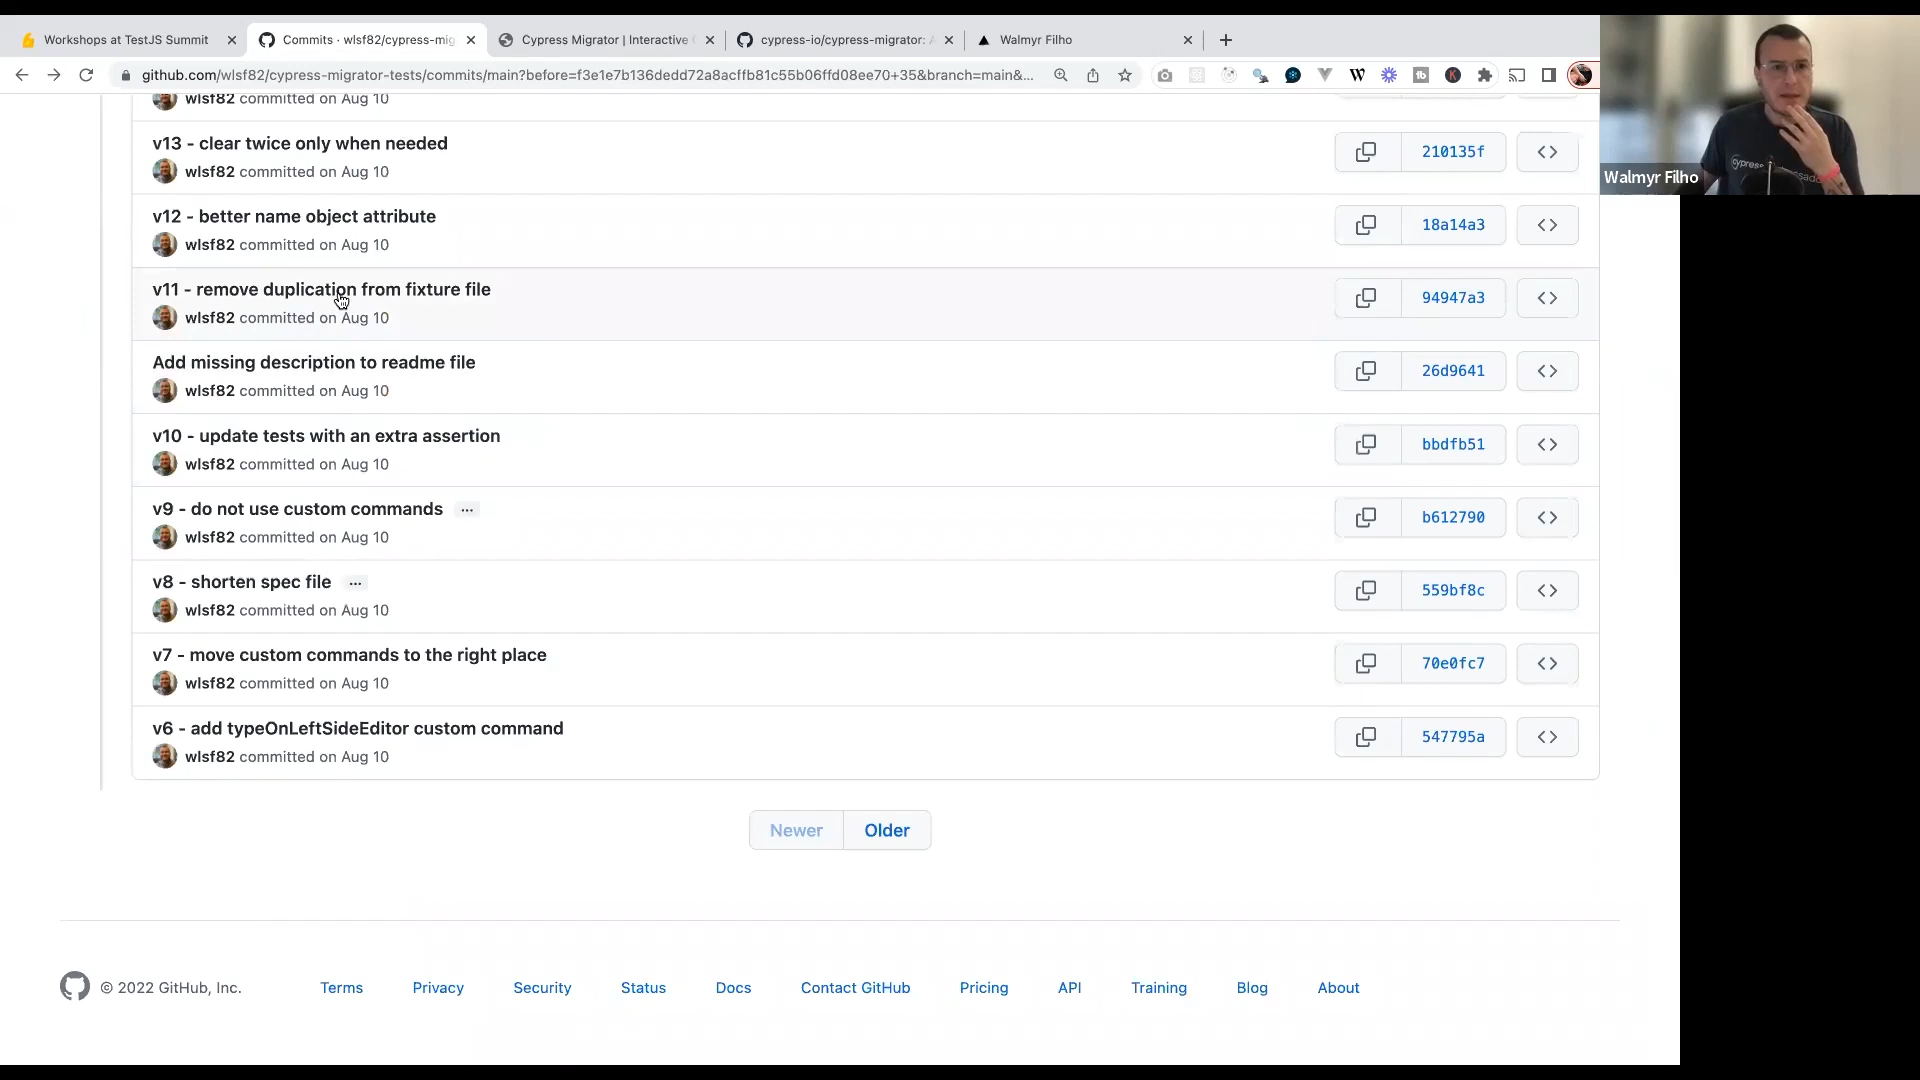 Workshops at TestJS Summit
Commits · wlsf82/cypress-mig
Cypress Migrator | Interactive
cypress-io/cypress-migrator:
Walmyr Filho
github.com/wlsf82/cypress-migrator-tests/commits/main?before=f3e1e7b136dedd72a8acffb81c55b06ffd08ee70+35&branch=main&...
Walmyr Filho
wlsf82 committed on Aug 10
v13 - clear twice only when needed
wlsf82 committed on Aug 10
210135f
v12 - better name object attribute
wlsf82 committed on Aug 10
18a14a3
v11 - remove duplication from fixture file
wlsf82 committed on Aug 10
94947a3
Add missing description to readme file
wlsf82 committed on Aug 10
26d9641
v10 - update tests with an extra assertion
wlsf82 committed on Aug 10
bbdfb51
v9 - do not use custom commands ...
wlsf82 committed on Aug 10
b612790
v8 - shorten spec file ...
wlsf82 committed on Aug 10
559bf8c
v7 - move custom commands to the right place
wlsf82 committed on Aug 10
70e0fc7
v6 - add typeOnLeftSideEditor custom command
wlsf82 committed on Aug 10
547795a
Newer Older
© 2022 GitHub, Inc. Terms Privacy Security Status Docs Contact GitHub Pricing API Training Blog About